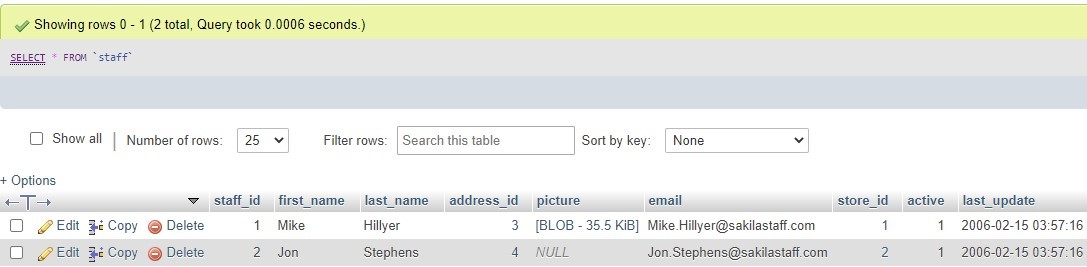 Showing rows 0 - 1 (2 total, Query took 0.0006 seconds.)
SELECT * FROM `staff`
Show all | Number of rows: 25 Filter rows: Search this table Sort by key: None
+ Options
←T→ staff_id first_name last_name address_id picture email store_id active last_update
Edit Copy Delete 1 Mike Hillyer 3 [BLOB - 35.5 KiB] Mike.Hillyer@sakilastaff.com 1 1 2006-02-15 03:57:16
Edit Copy Delete 2 Jon Stephens 4 NULL Jon.Stephens@sakilastaff.com 2 1 2006-02-15 03:57:16